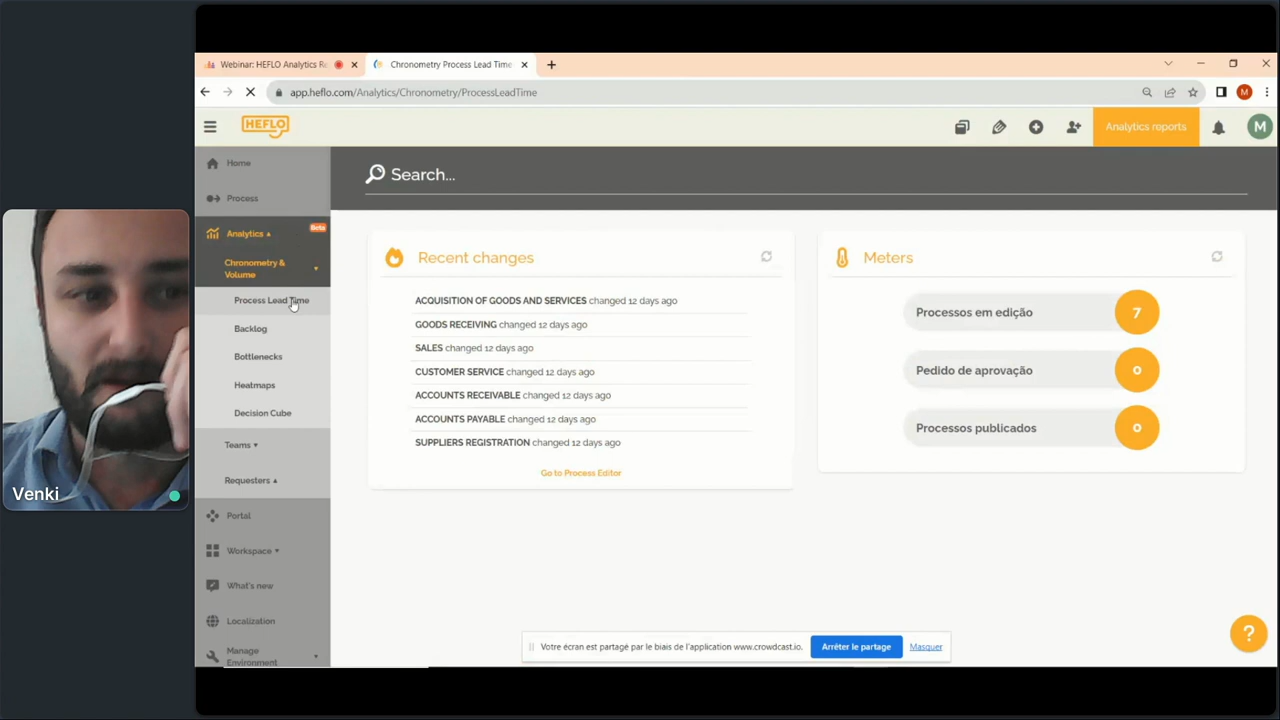 Webinar: HEFLO Analytics Re
Chronometry Process Lead Time
app.heflo.com/Analytics/Chronometry/ProcessLeadTime
HEFLO
Analytics reports
M
M
Home
Process
Analytics
Beta
Chronometry &
Volume
Process Lead Time
Backlog
Bottlenecks
Heatmaps
Decision Cube
Teams
Requesters
Portal
Workspace
What's new
Localization
Manage
Environment
Search...
Recent changes
ACQUISITION OF GOODS AND SERVICES changed 12 days ago
GOODS RECEIVING changed 12 days ago
SALES changed 12 days ago
CUSTOMER SERVICE changed 12 days ago
ACCOUNTS RECEIVABLE changed 12 days ago
ACCOUNTS PAYABLE changed 12 days ago
SUPPLIERS REGISTRATION changed 12 days ago
Go to Process Editor
Meters
Processos em edição 7
Pedido de aprovação 0
Processos publicados 0
Venki
Votre écran est partagé par le biais de l'application www.crowdcast.io.
Arrêter le partage
Masquer
?